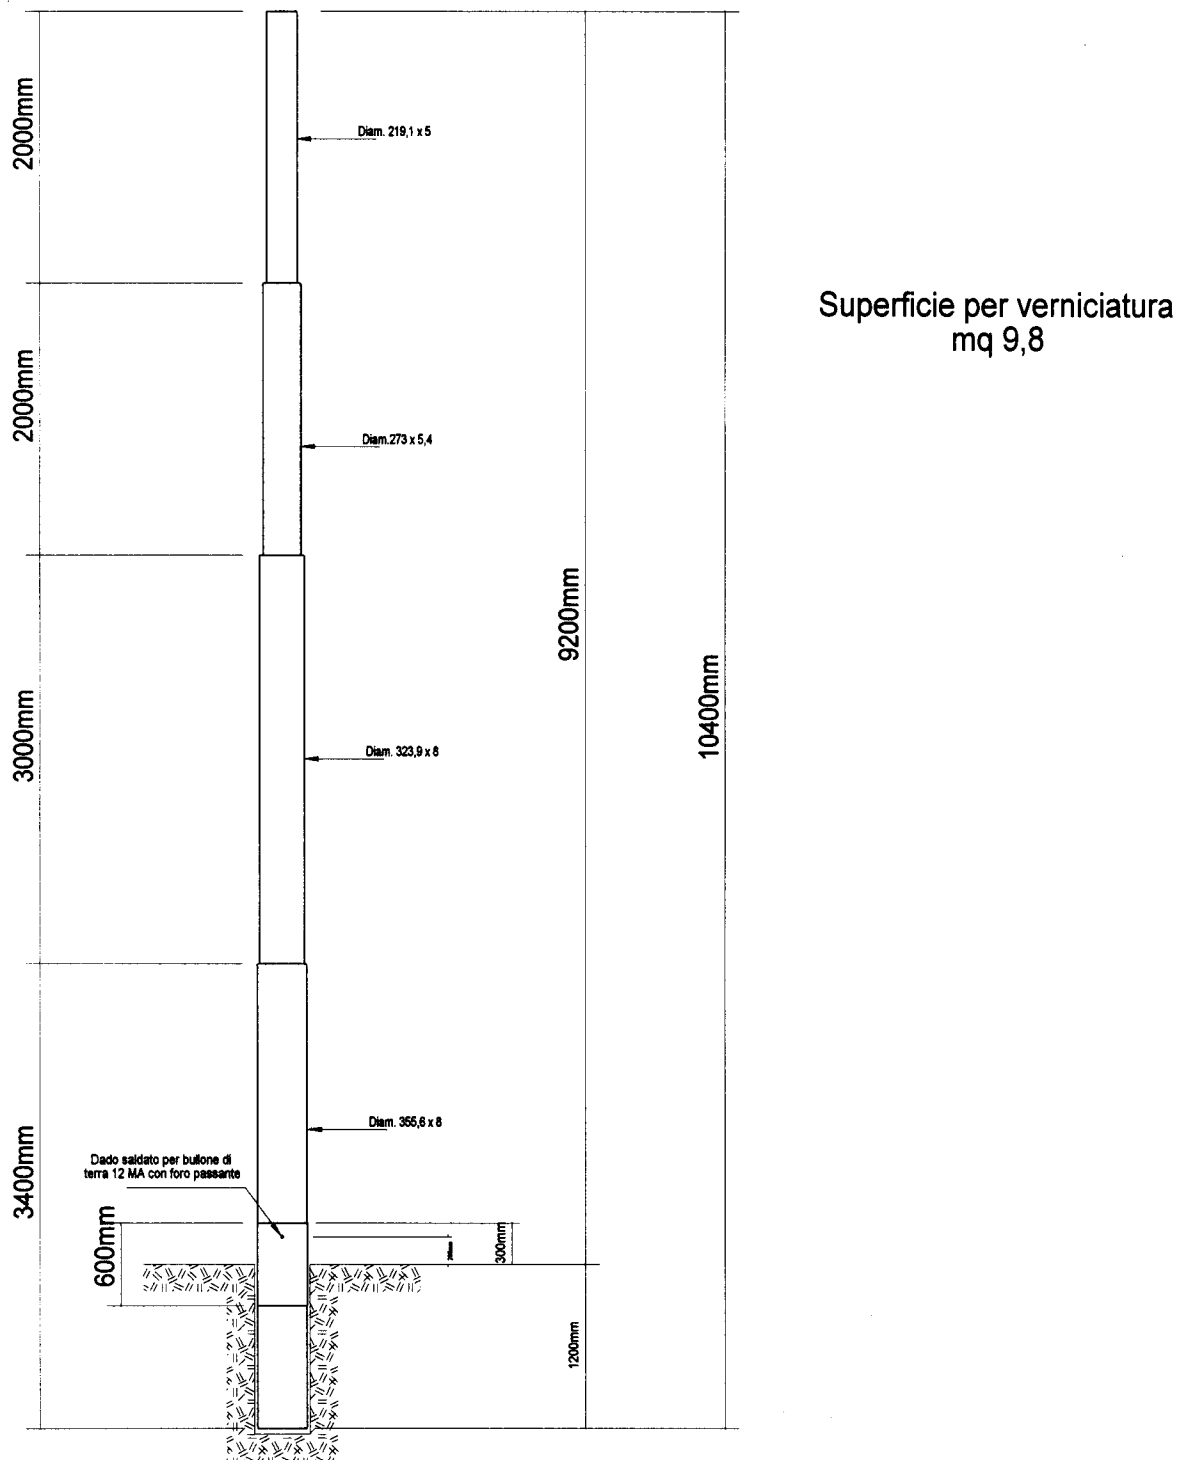 2000mm
Diam. 219,1 x 5
Superficie per verniciatura
mq 9,8
2000mm
Diam.273 x 5,4
9200mm
10400mm
3000mm
Diam. 323,9 x 6
3400mm
Diam. 355,6 x 8
Dado saldato per bullone di
terra 12 MA con foro passante
600mm
300mm
1200mm